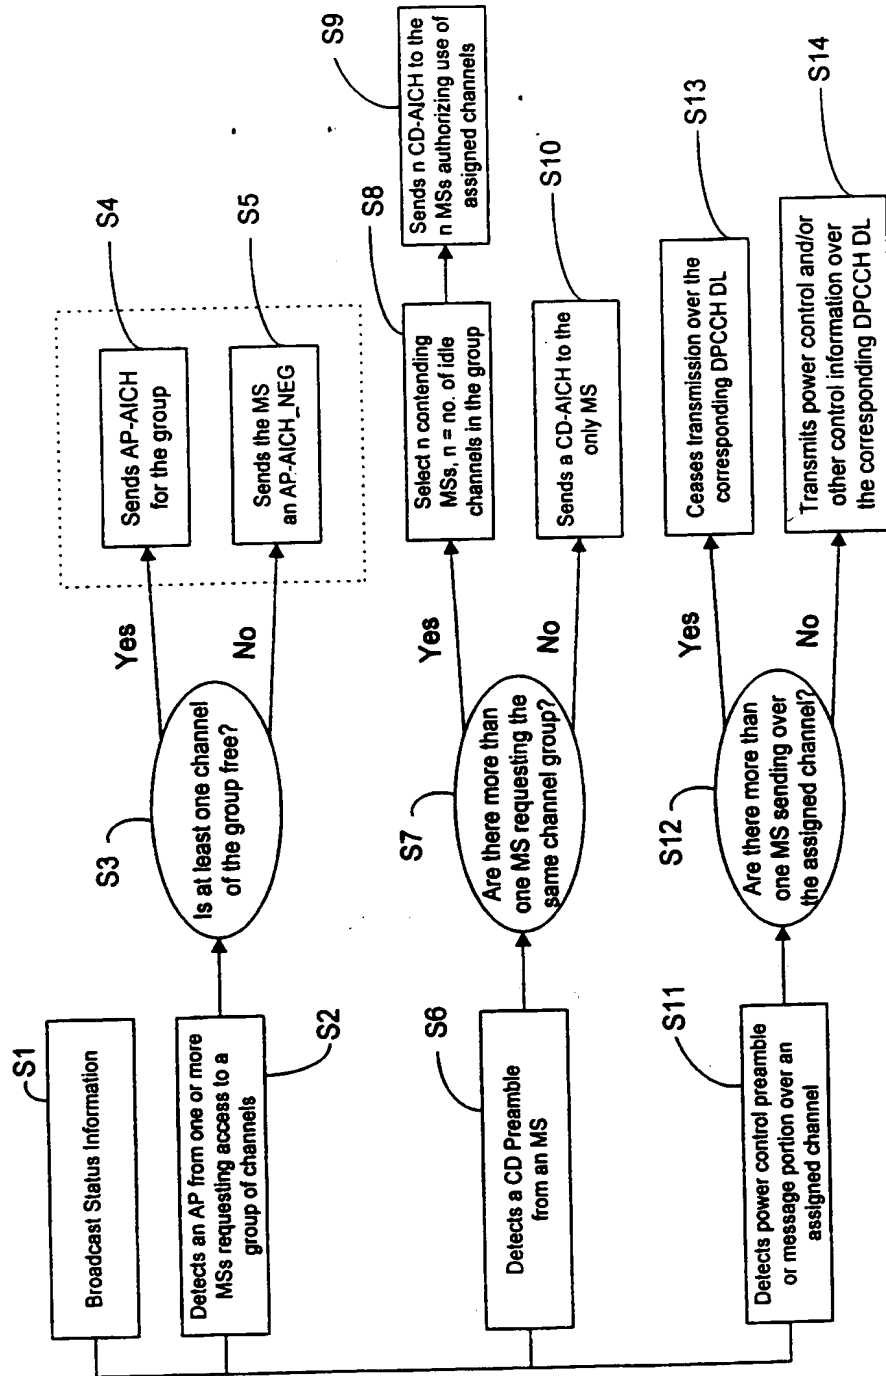 S1
Broadcast Status Information
Detects an AP from one or more
MSs requesting access to a
group of channels
S2
S3
Is at least one channel
of the group free?
Yes
No
Sends AP-AICH
for the group
S4
Sends the MS
an AP-AICH_NEG
S5
S6
Detects a CD Preamble
from an MS
S7
Are there more than
one MS requesting the
same channel group?
Yes
No
Select n contending
MSs, n = no. of idle
channels in the group
S8
Sends n CD-AICH to the
n MSs authorizing use of
assigned channels
S9
Sends a CD-AICH to the
only MS
S10
S11
Detects power control preamble
or message portion over an
assigned channel
S12
Are there more than
one MS sending over
the assigned channel?
Yes
No
Ceases transmission over the
corresponding DPCCH DL
S13
Transmits power control and/or
other control information over
the corresponding DPCCH DL
S14